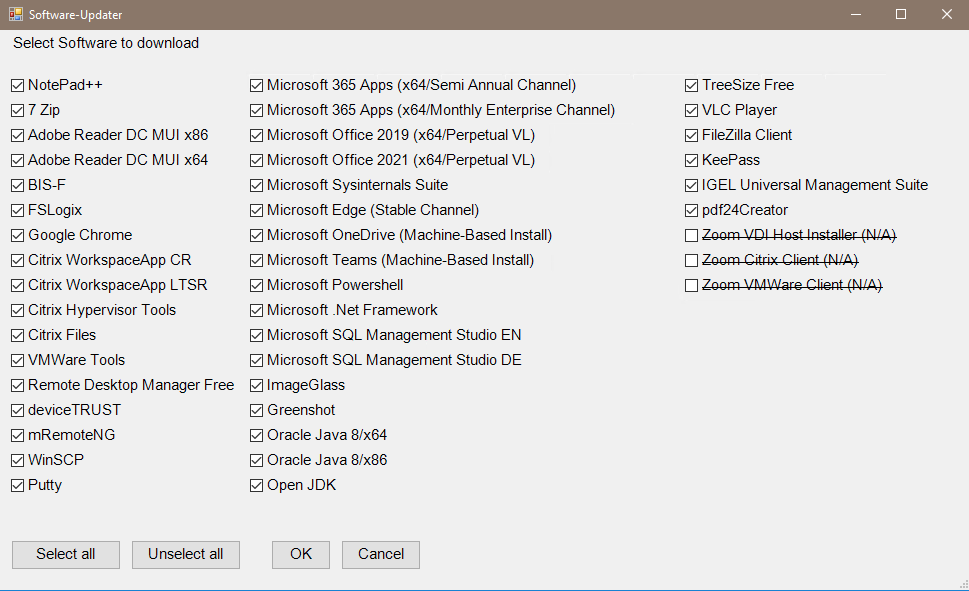 Software-Updater
Select Software to download
NotePad++
7 Zip
Adobe Reader DC MUI x86
Adobe Reader DC MUI x64
BIS-F
FSLogix
Google Chrome
Citrix WorkspaceApp CR
Citrix WorkspaceApp LTSR
Citrix Hypervisor Tools
Citrix Files
VMWare Tools
Remote Desktop Manager Free
deviceTRUST
mRemoteNG
WinSCP
Putty
Microsoft 365 Apps (x64/Semi Annual Channel)
Microsoft 365 Apps (x64/Monthly Enterprise Channel)
Microsoft Office 2019 (x64/Perpetual VL)
Microsoft Office 2021 (x64/Perpetual VL)
Microsoft Sysinternals Suite
Microsoft Edge (Stable Channel)
Microsoft OneDrive (Machine-Based Install)
Microsoft Teams (Machine-Based Install)
Microsoft Powershell
Microsoft .Net Framework
Microsoft SQL Management Studio EN
Microsoft SQL Management Studio DE
ImageGlass
Greenshot
Oracle Java 8/x64
Oracle Java 8/x86
Open JDK
TreeSize Free
VLC Player
FileZilla Client
KeePass
IGEL Universal Management Suite
pdf24Creator
Zoom VDI Host Installer (N/A)
Zoom Citrix Client (N/A)
Zoom VMWare Client (N/A)
Select all
Unselect all
OK
Cancel